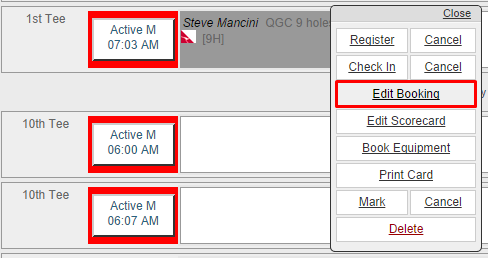 1st Tee
Active M
07:03 AM
Steve Mancini QGC 9 holes
[9H]
10th Tee
Active M
06:00 AM
10th Tee
Active M
06:07 AM
Close
Register Cancel
Check In Cancel
Edit Booking
Edit Scorecard
Book Equipment
Print Card
Mark Cancel
Delete